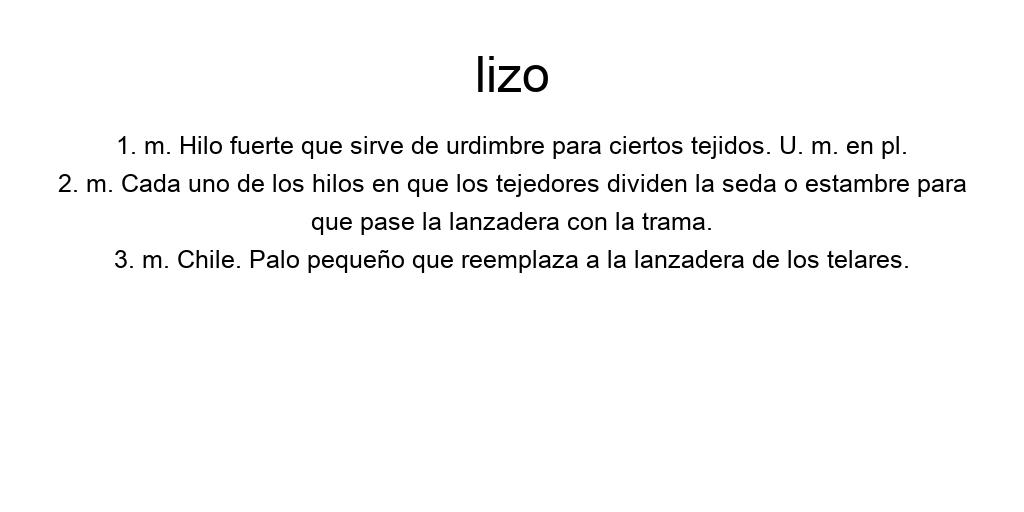 lizo
1. m. Hilo fuerte que sirve de urdimbre para ciertos tejidos. U. m. en pl.
2. m. Cada uno de los hilos en que los tejedores dividen la seda o estambre para
que pase la lanzadera con la trama.
3. m. Chile. Palo pequeño que reemplaza a la lanzadera de los telares.